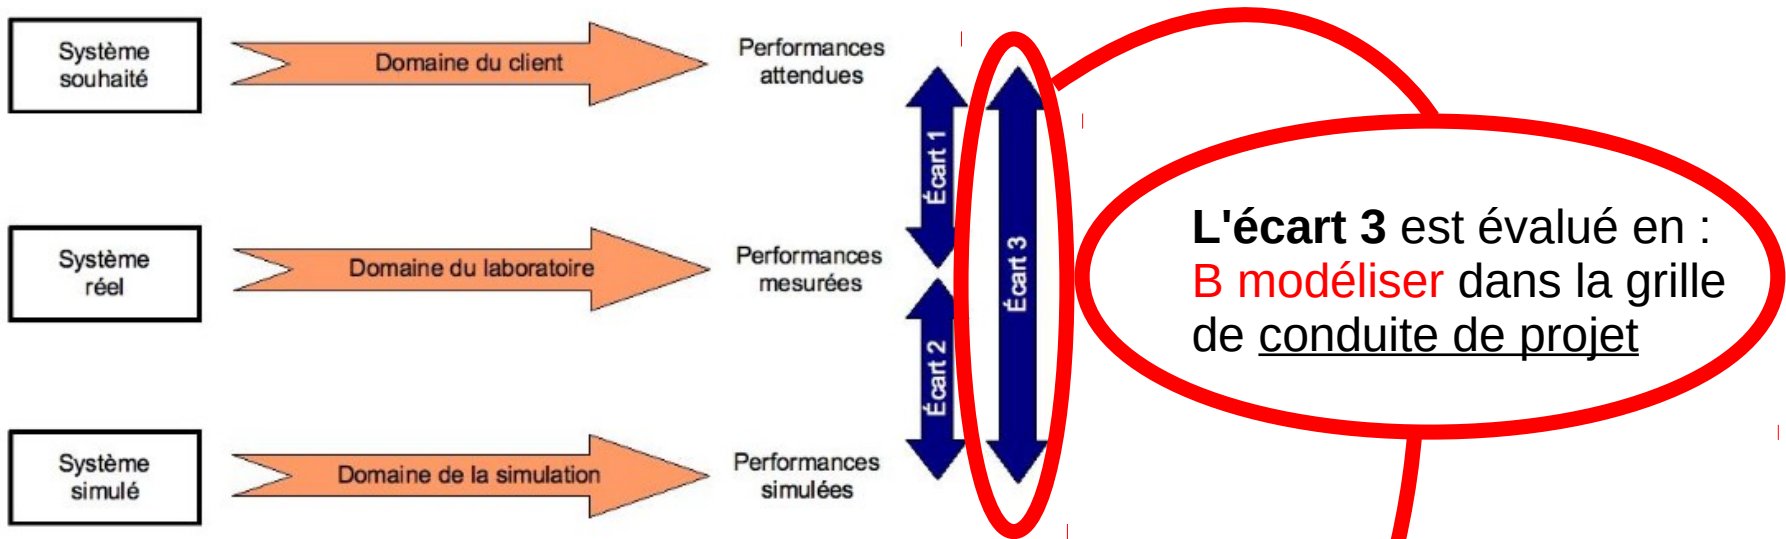 Système
souhaité
Domaine du client
Performances
attendues
Écart 1
Écart 3
L'écart 3 est évalué en :
B modéliser dans la grille
de conduite de projet
Système
réel
Domaine du laboratoire
Performances
mesurées
Écart 2
Système
simulé
Domaine de la simulation
Performances
simulées